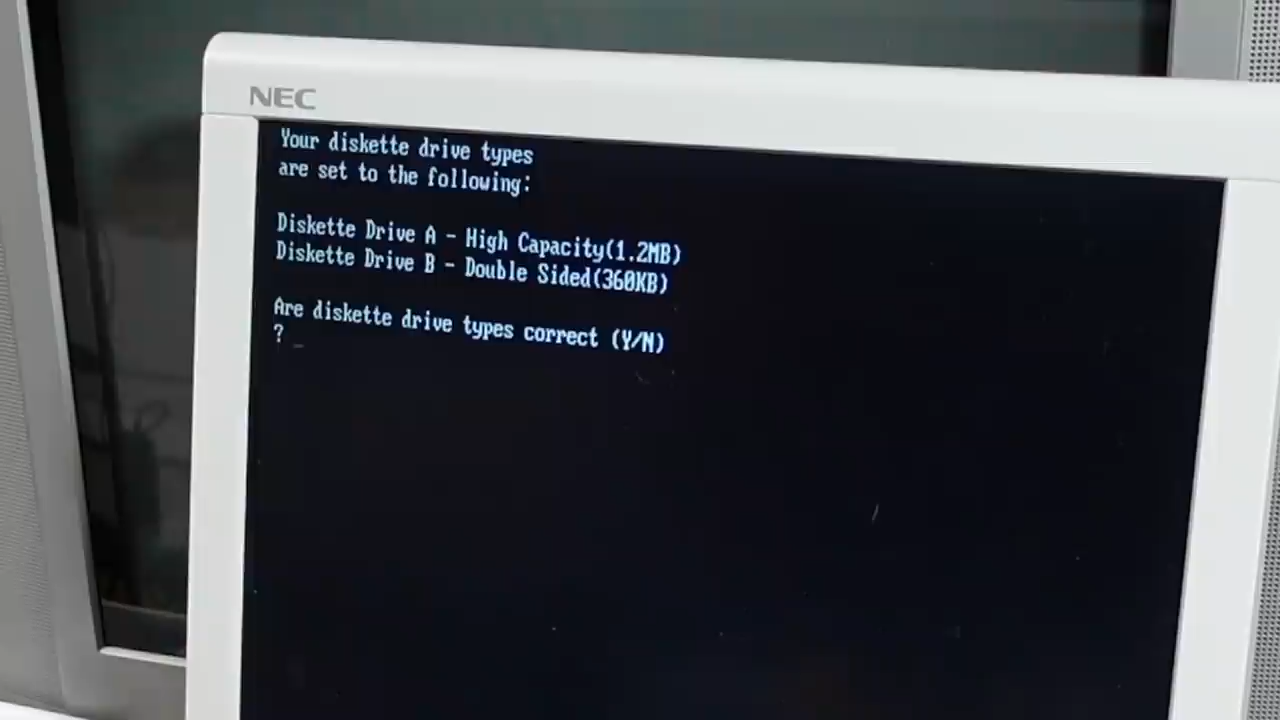 NEC
Your diskette drive types
are set to the following:
Diskette Drive A - High Capacity(1.2MB)
Diskette Drive B - Double Sided(360KB)
Are diskette drive types correct (Y/N)
? _